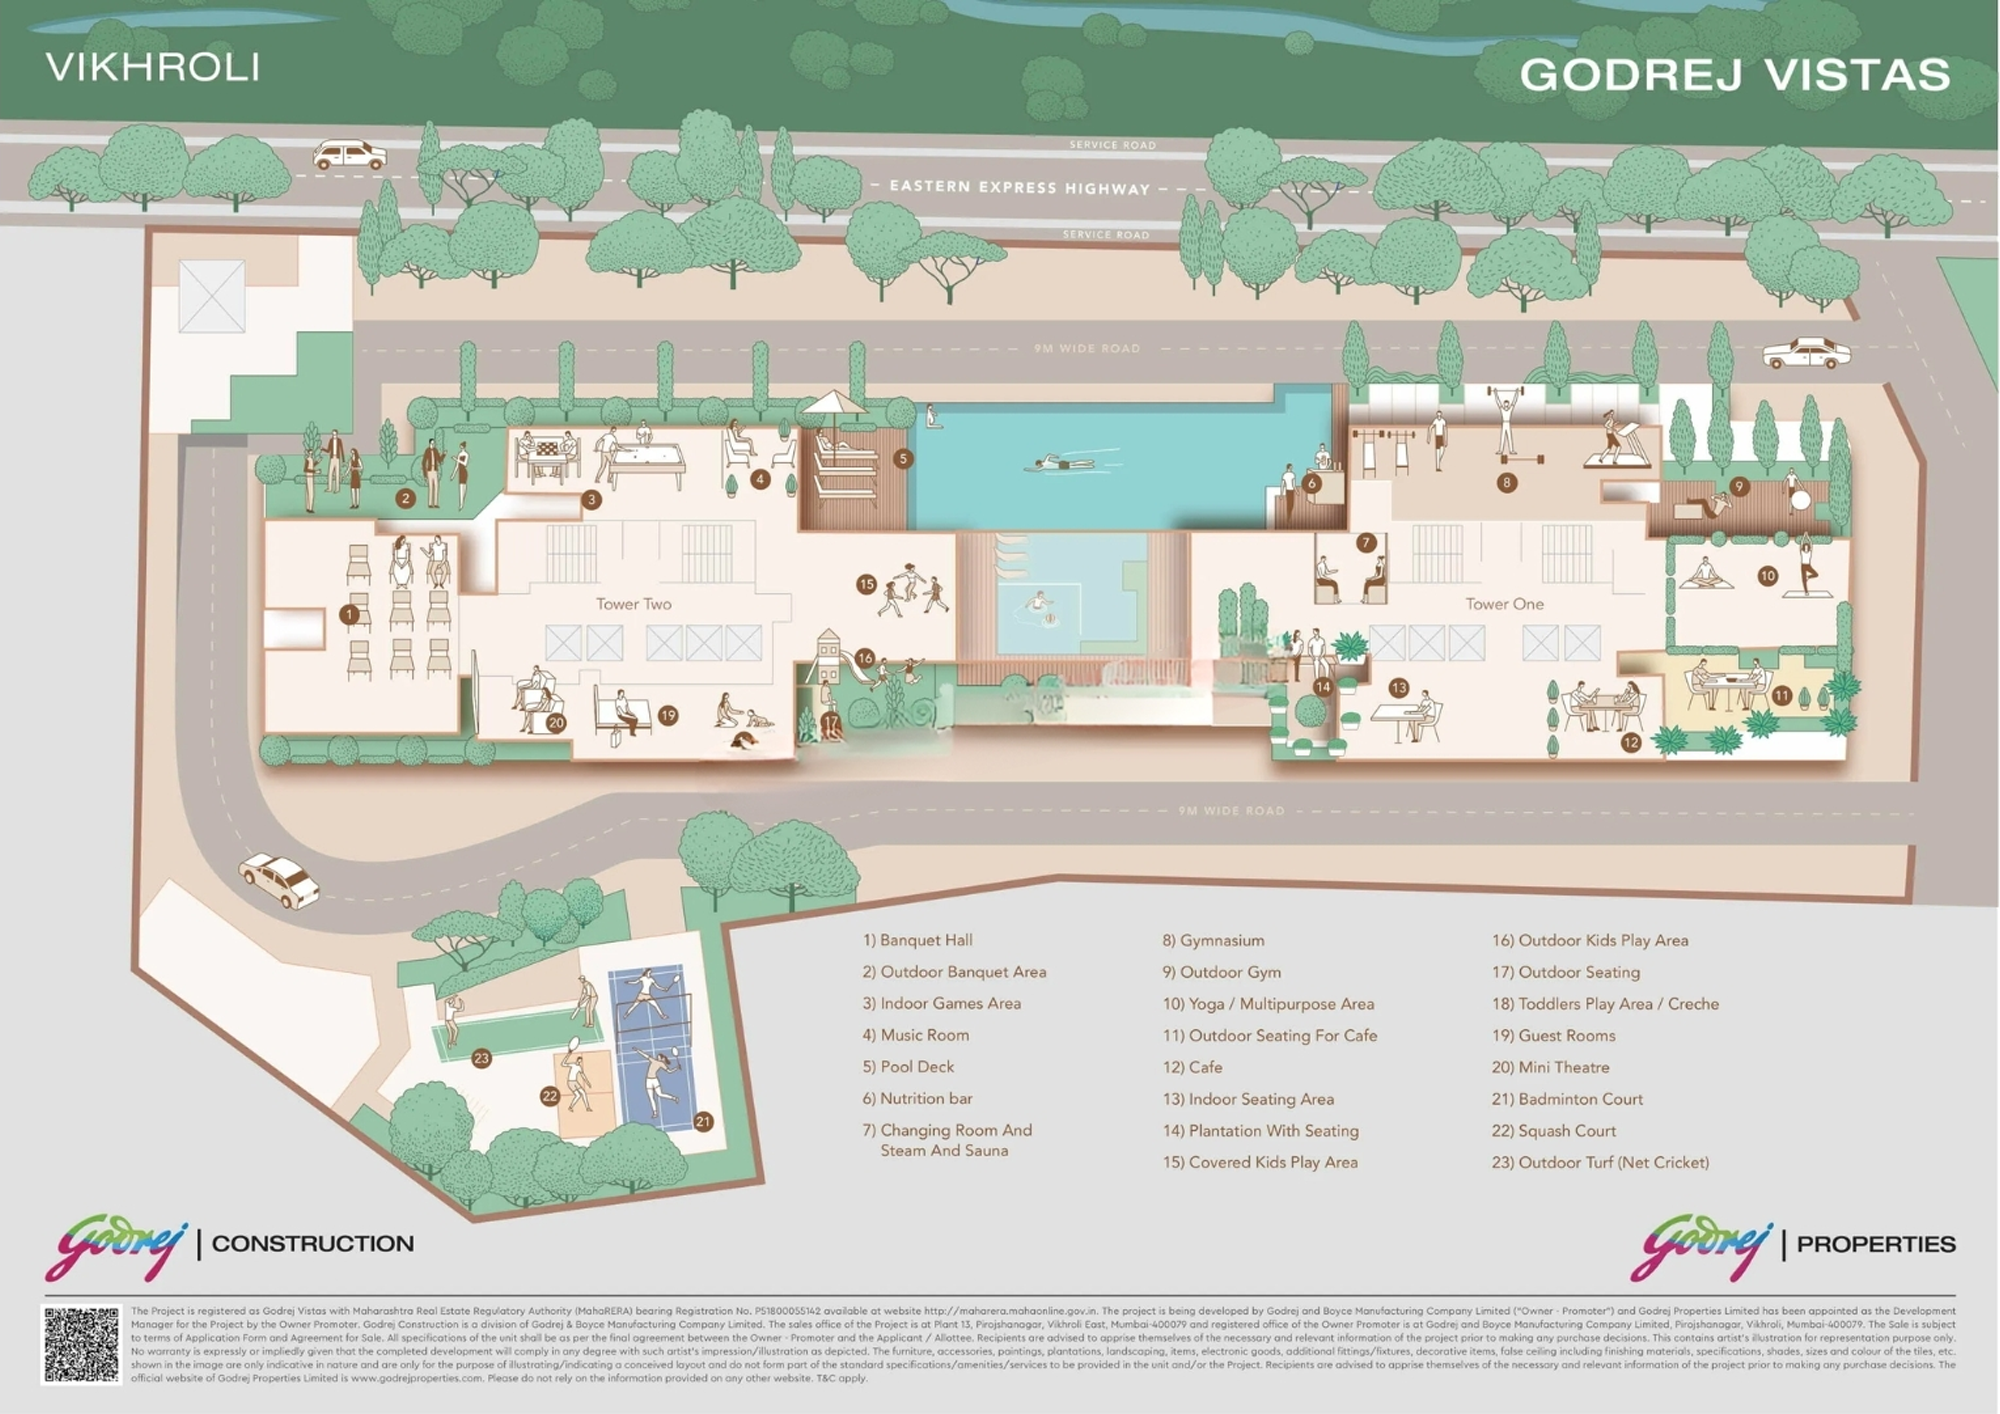 VIKHROLI
GODREJ VISTAS
SERVICE ROAD
EASTERN EXPRESS HIGHWAY
SERVICE ROAD
9M WIDE ROAD
5
4
3
2
6
8
9
7
10
15
1
Tower Two
Tower One
16
14
13
11
20
19
17
12
9M WIDE ROAD
23
22
21
1) Banquet Hall
2) Outdoor Banquet Area
3) Indoor Games Area
4) Music Room
5) Pool Deck
6) Nutrition bar
7) Changing Room And
Steam And Sauna
8) Gymnasium
9) Outdoor Gym
10) Yoga / Multipurpose Area
11) Outdoor Seating For Cafe
12) Cafe
13) Indoor Seating Area
14) Plantation With Seating
15) Covered Kids Play Area
16) Outdoor Kids Play Area
17) Outdoor Seating
18) Toddlers Play Area / Creche
19) Guest Rooms
20) Mini Theatre
21) Badminton Court
22) Squash Court
23) Outdoor Turf (Net Cricket)
Godrej | CONSTRUCTION
Godrej | PROPERTIES
The Project is registered as Godrej Vistas with Maharashtra Real Estate Regulatory Authority (MahaRERA) bearing Registration No. P51800055142 available at website http://maharera.mahaonline.gov.in. The project is being developed by Godrej and Boyce Manufacturing Company Limited ("Owner - Promoter") and Godrej Properties Limited has been appointed as the Development
Manager for the Project by the Owner Promoter. Godrej Construction is a division of Godrej & Boyce Manufacturing Company Limited. The sales office of the Project is at Plant 13, Pirojshanagar, Vikhroli East, Mumbai-400079 and registered office of the Owner Promoter is at Godrej and Boyce Manufacturing Company Limited, Pirojshanagar, Vikhroli, Mumbai-400079. The Sale is subject
to terms of Application Form and Agreement for Sale. All specifications of the unit shall be as per the final agreement between the Owner - Promoter and the Applicant / Allottee. Recipients are advised to apprise themselves of the necessary and relevant information of the project prior to making any purchase decisions. This contains artist's illustration for representation purpose only.
No warranty is expressly or impliedly given that the completed development will comply in any degree with such artist's impression/illustration as depicted. The furniture, accessories, paintings, plantations, landscaping, items, electronic goods, additional fittings/fixtures, decorative items, false ceiling including finishing materials, specifications, shades, sizes and colour of the tiles, etc.
shown in the image are only indicative in nature and are only for the purpose of illustrating/indicating a conceived layout and do not form part of the standard specifications/amenities/services to be provided in the unit and/or the Project. Recipients are advised to apprise themselves of the necessary and relevant information of the project prior to making any purchase decisions. The
official website of Godrej Properties Limited is www.godrejproperties.com. Please do not rely on the information provided on any other website. T&C apply.